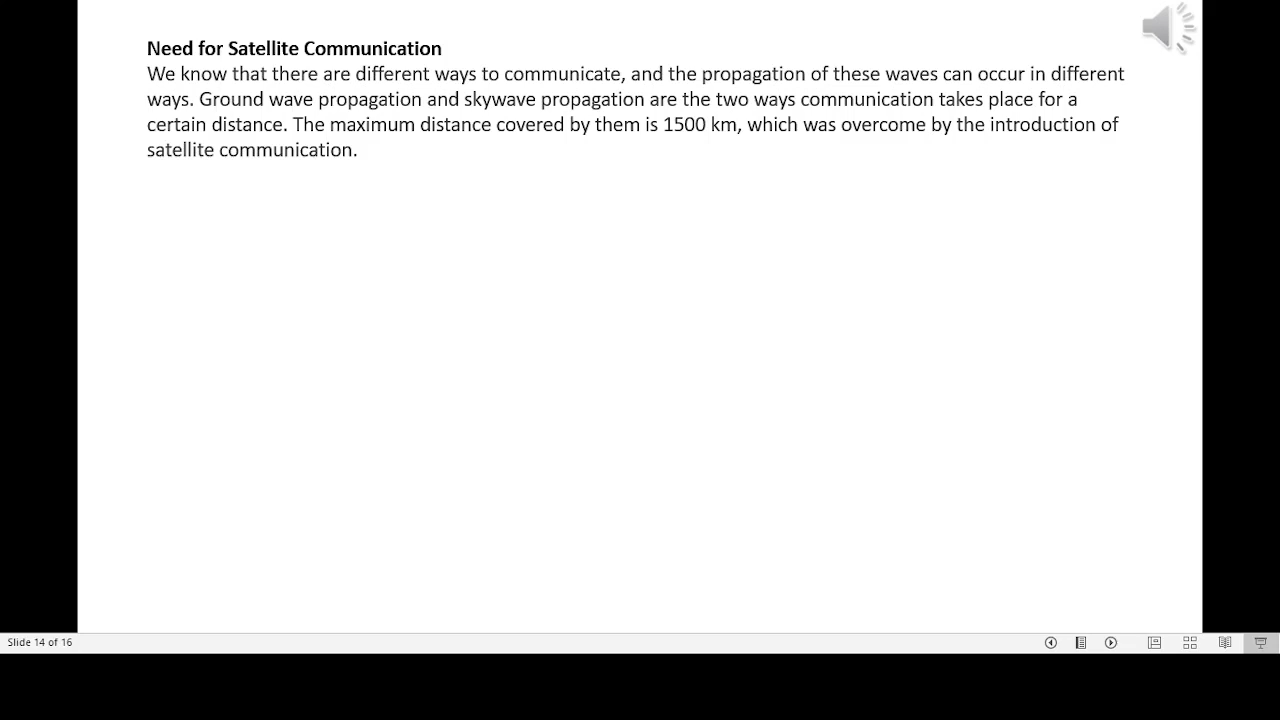 Need for Satellite Communication
We know that there are different ways to communicate, and the propagation of these waves can occur in different
ways. Ground wave propagation and skywave propagation are the two ways communication takes place for a
certain distance. The maximum distance covered by them is 1500 km, which was overcome by the introduction of
satellite communication.
Slide 14 of 16